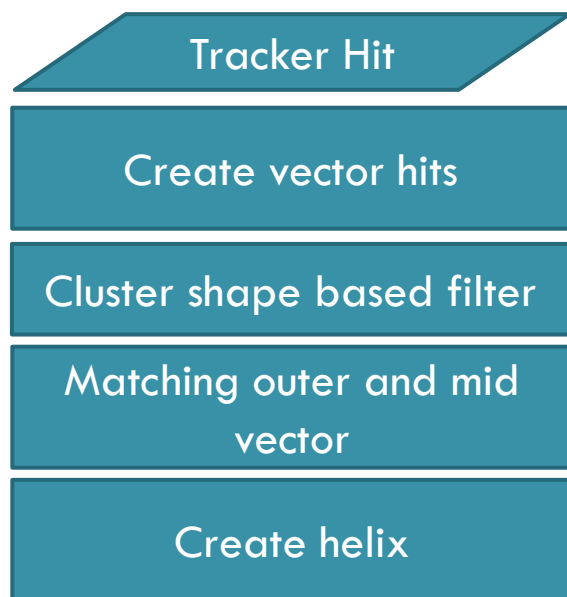 Tracker Hit
Create vector hits
Cluster shape based filter
Matching outer and mid
vector
Create helix